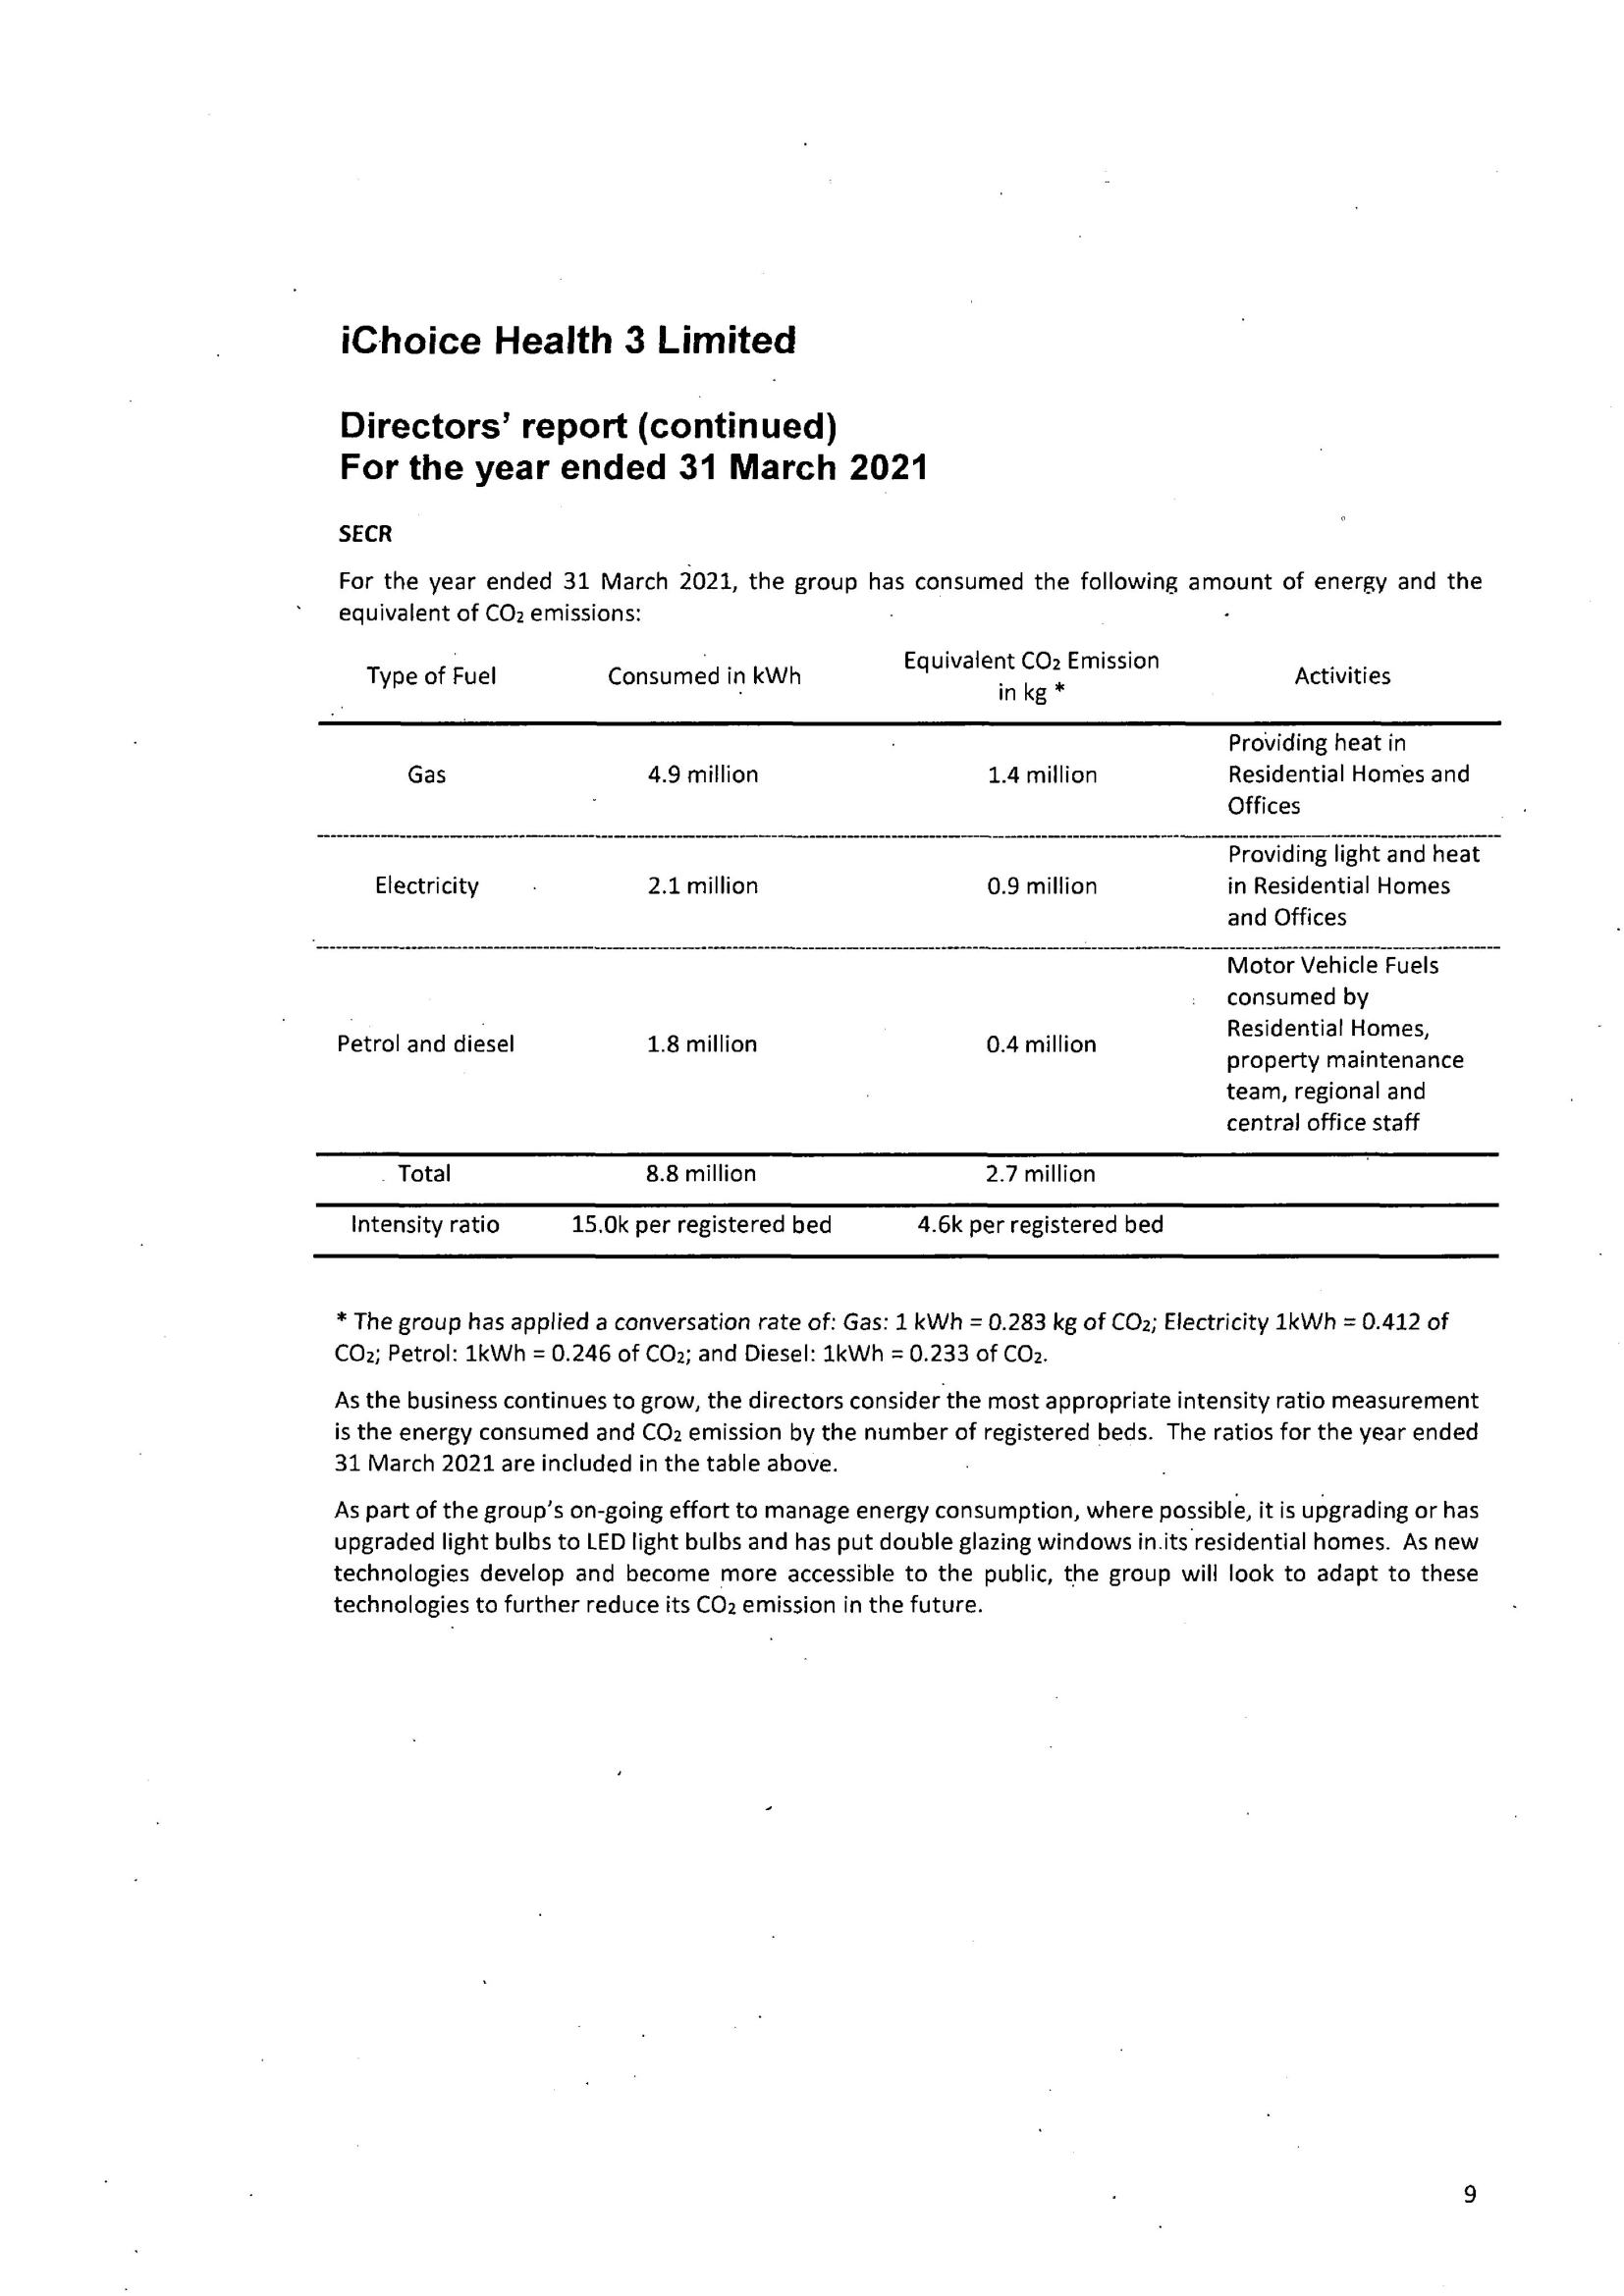 iChoice Health 3 Limited
Directors' report (continued)
For the year ended 31 March 2021
SECR
For the year ended 31 March 2021, the group has consumed the following amount of energy and the
equivalent of CO₂ emissions:
Type of Fuel Consumed in kWh Equivalent CO₂ Emission in kg * Activities
Gas 4.9 million 1.4 million Providing heat in
Residential Homes and
Offices
Electricity 2.1 million 0.9 million Providing light and heat
in Residential Homes
and Offices
Petrol and diesel 1.8 million 0.4 million Motor Vehicle Fuels
consumed by
Residential Homes,
property maintenance
team, regional and
central office staff
Total 8.8 million 2.7 million
Intensity ratio 15.0k per registered bed 4.6k per registered bed
* The group has applied a conversation rate of: Gas: 1 kWh = 0.283 kg of CO₂; Electricity 1kWh = 0.412 of
CO₂; Petrol: 1kWh = 0.246 of CO₂; and Diesel: 1kWh = 0.233 of CO₂.
As the business continues to grow, the directors consider the most appropriate intensity ratio measurement
is the energy consumed and CO₂ emission by the number of registered beds. The ratios for the year ended
31 March 2021 are included in the table above.
As part of the group's on-going effort to manage energy consumption, where possible, it is upgrading or has
upgraded light bulbs to LED light bulbs and has put double glazing windows in its residential homes. As new
technologies develop and become more accessible to the public, the group will look to adapt to these
technologies to further reduce its CO₂ emission in the future.
9